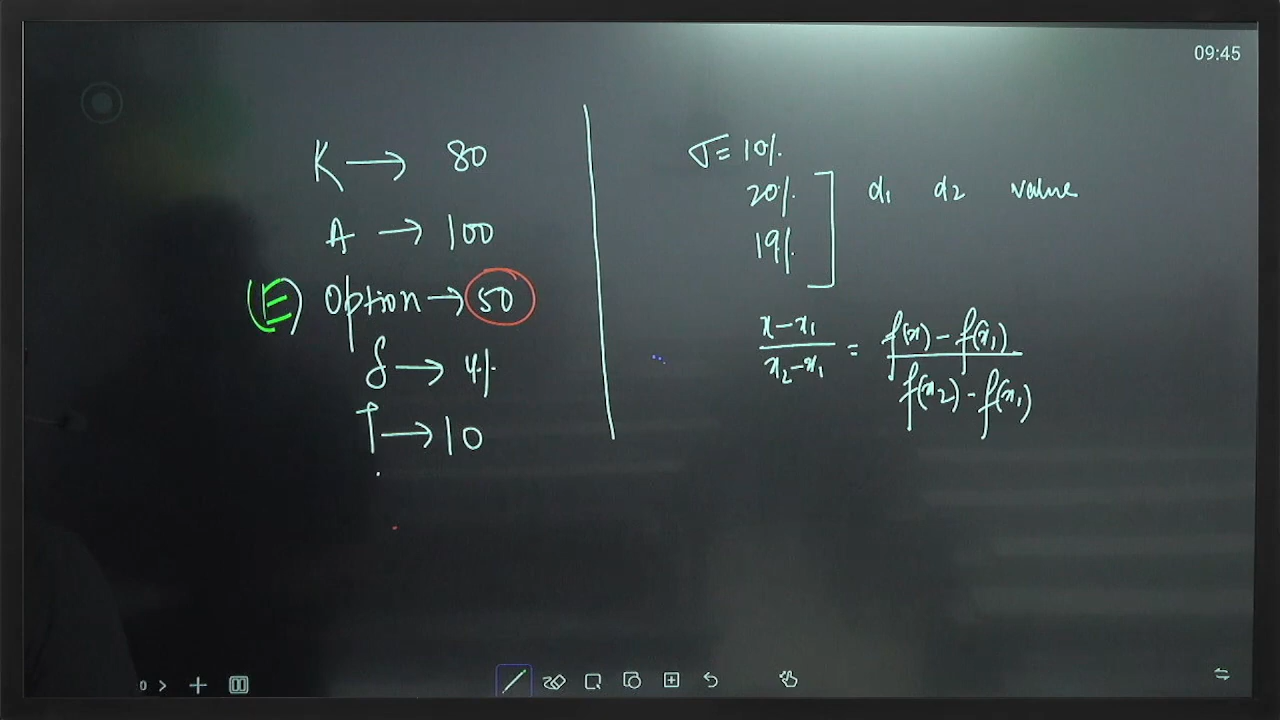 09:45
K → 80
A → 100
(E) Option → 50
δ → 4%
T → 10
σ = 10%
20%
19%
d1 d2 value
x-x1 / x2-x1 = f(x) - f(x1) / f(x2) - f(x1)
0 >